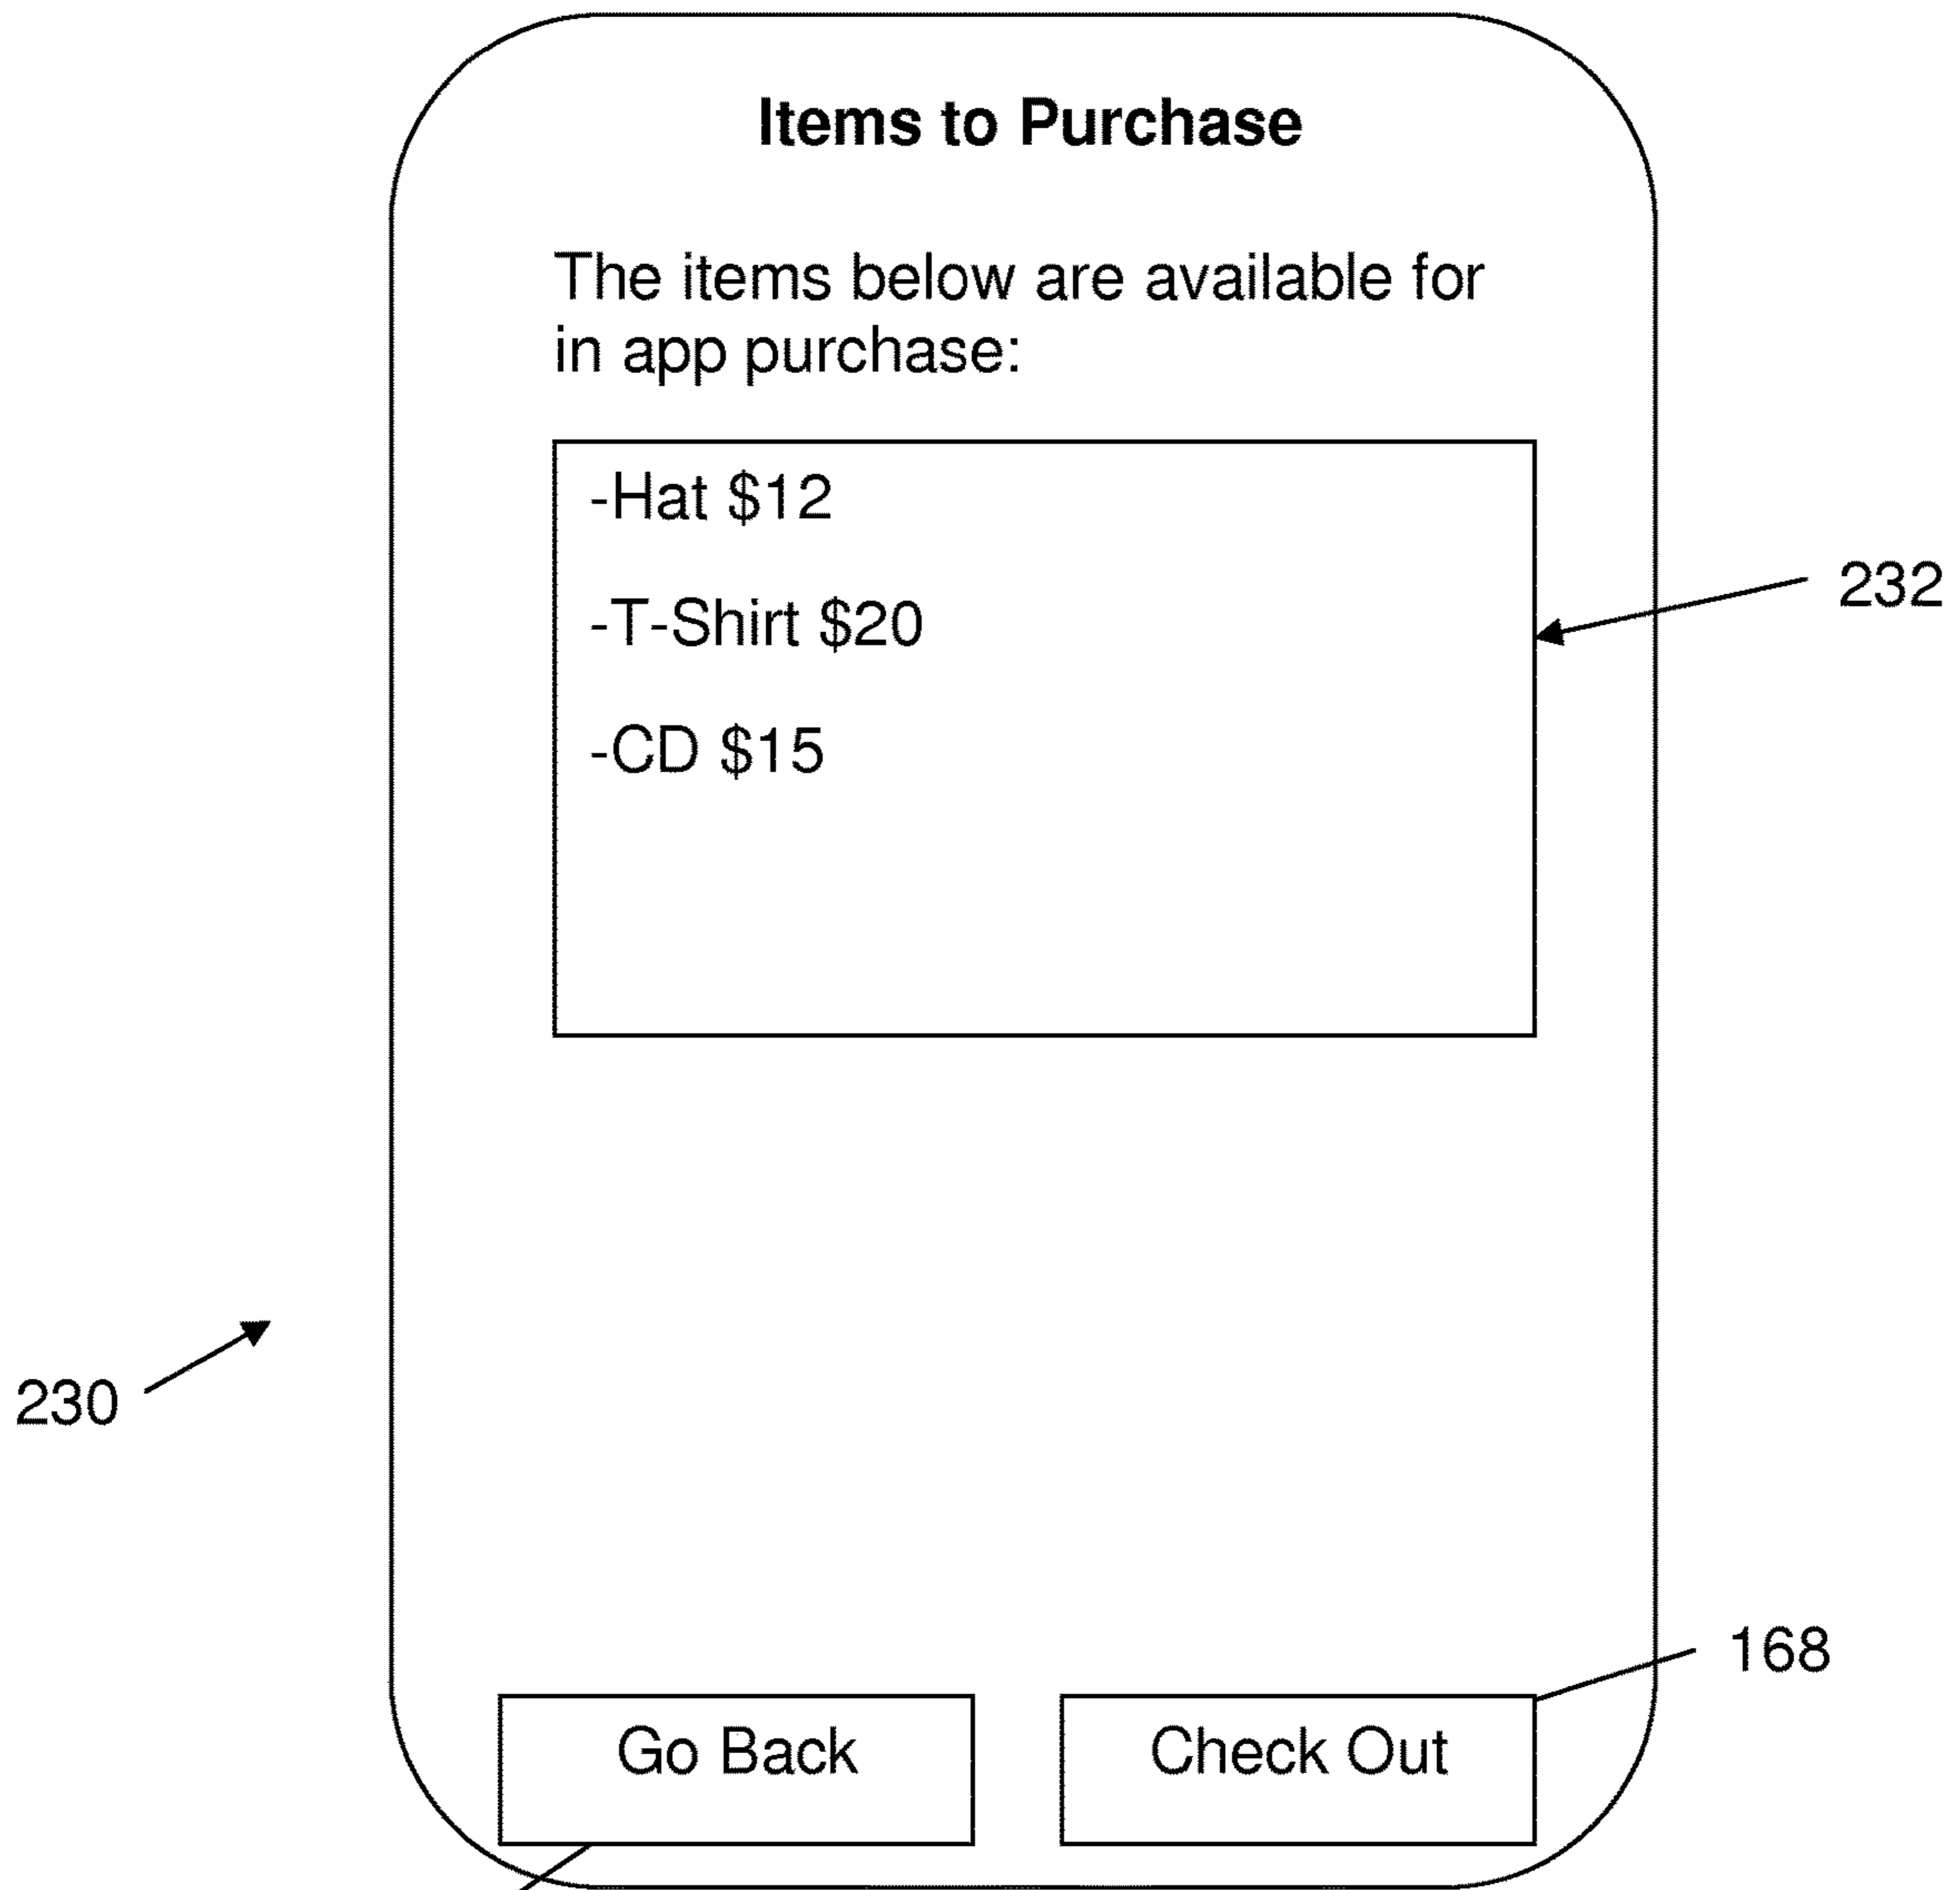 Items to Purchase
The items below are available for
in app purchase:
-Hat $12
-T-Shirt $20
-CD $15
232
230
168
Go Back
Check Out